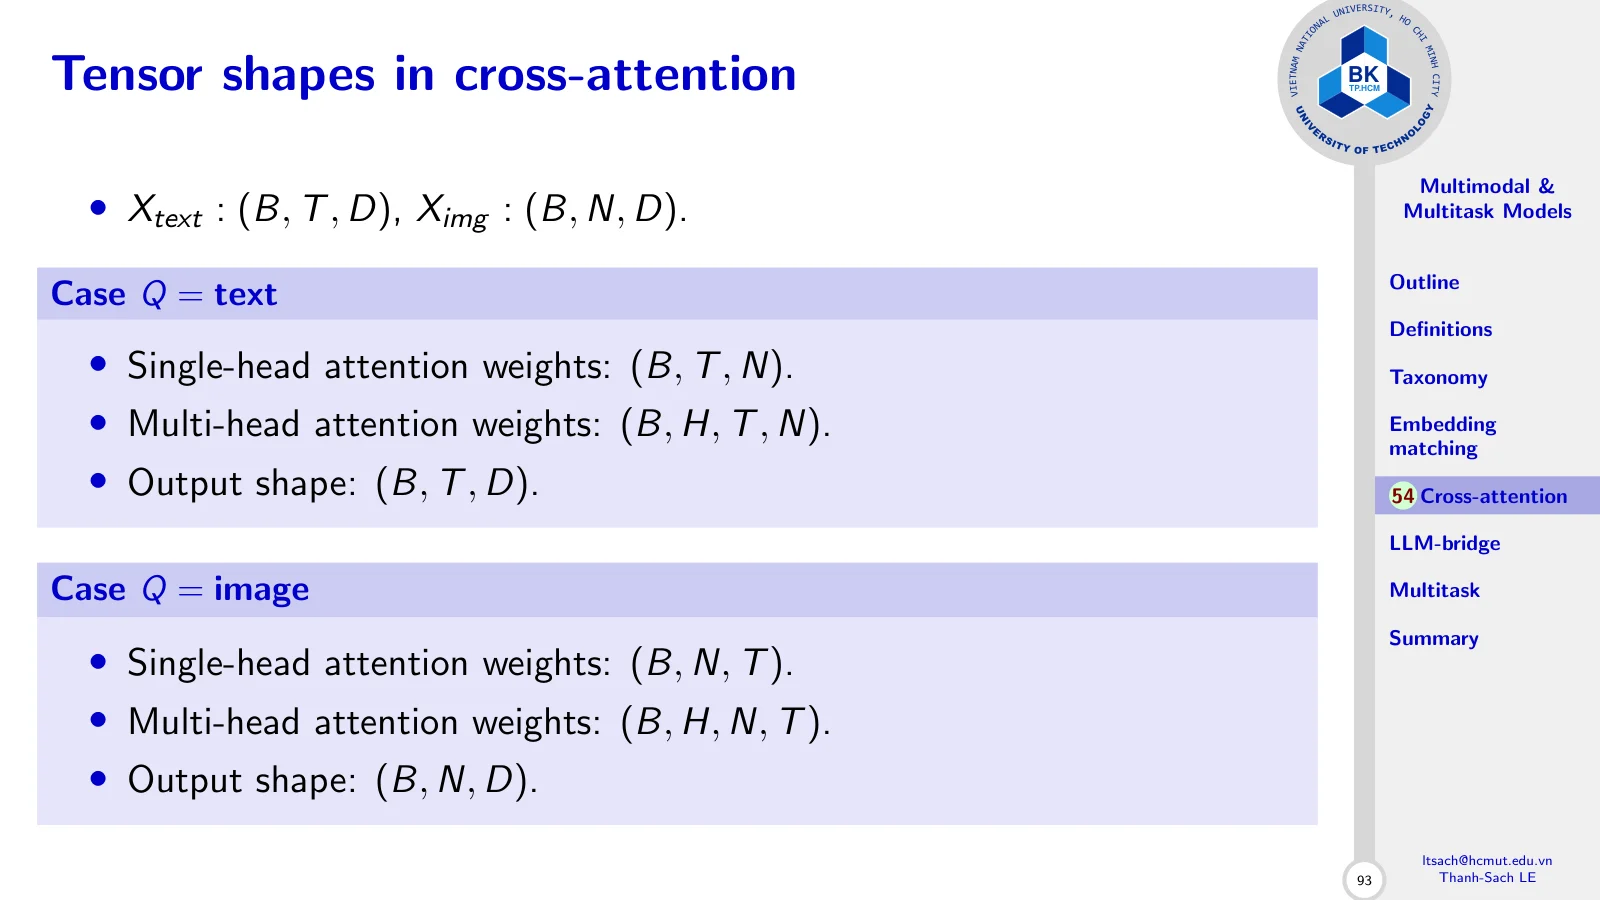 Tensor shapes in cross-attention
• X_text : (B, T, D), X_img : (B, N, D).
Case Q = text
• Single-head attention weights: (B, T, N).
• Multi-head attention weights: (B, H, T, N).
• Output shape: (B, T, D).
Case Q = image
• Single-head attention weights: (B, N, T).
• Multi-head attention weights: (B, H, N, T).
• Output shape: (B, N, D).
VIETNAM NATIONAL UNIVERSITY, HO CHI MINH CITY
BK
TP.HCM
UNIVERSITY OF TECHNOLOGY
Multimodal &
Multitask Models
Outline
Definitions
Taxonomy
Embedding
matching
54 Cross-attention
LLM-bridge
Multitask
Summary
ltsach@hcmut.edu.vn
Thanh-Sach LE
93